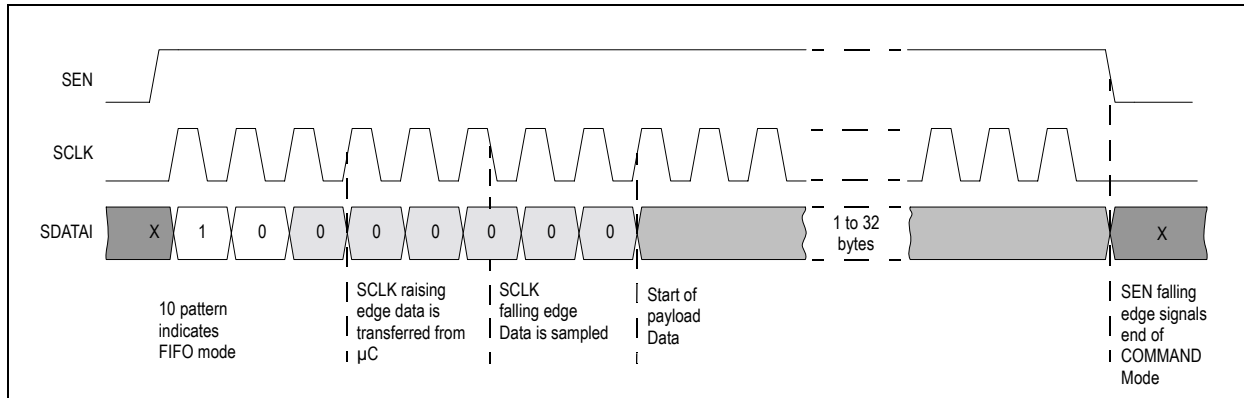 SEN
SCLK
SDATAI
X 1 0 0 0 0 0 0 0
1 to 32
bytes
X
10 pattern
indicates
FIFO mode
SCLK raising
edge data is
transferred from
µC
SCLK
falling edge
Data is sampled
Start of
payload
Data
SEN falling
edge signals
end of
COMMAND
Mode